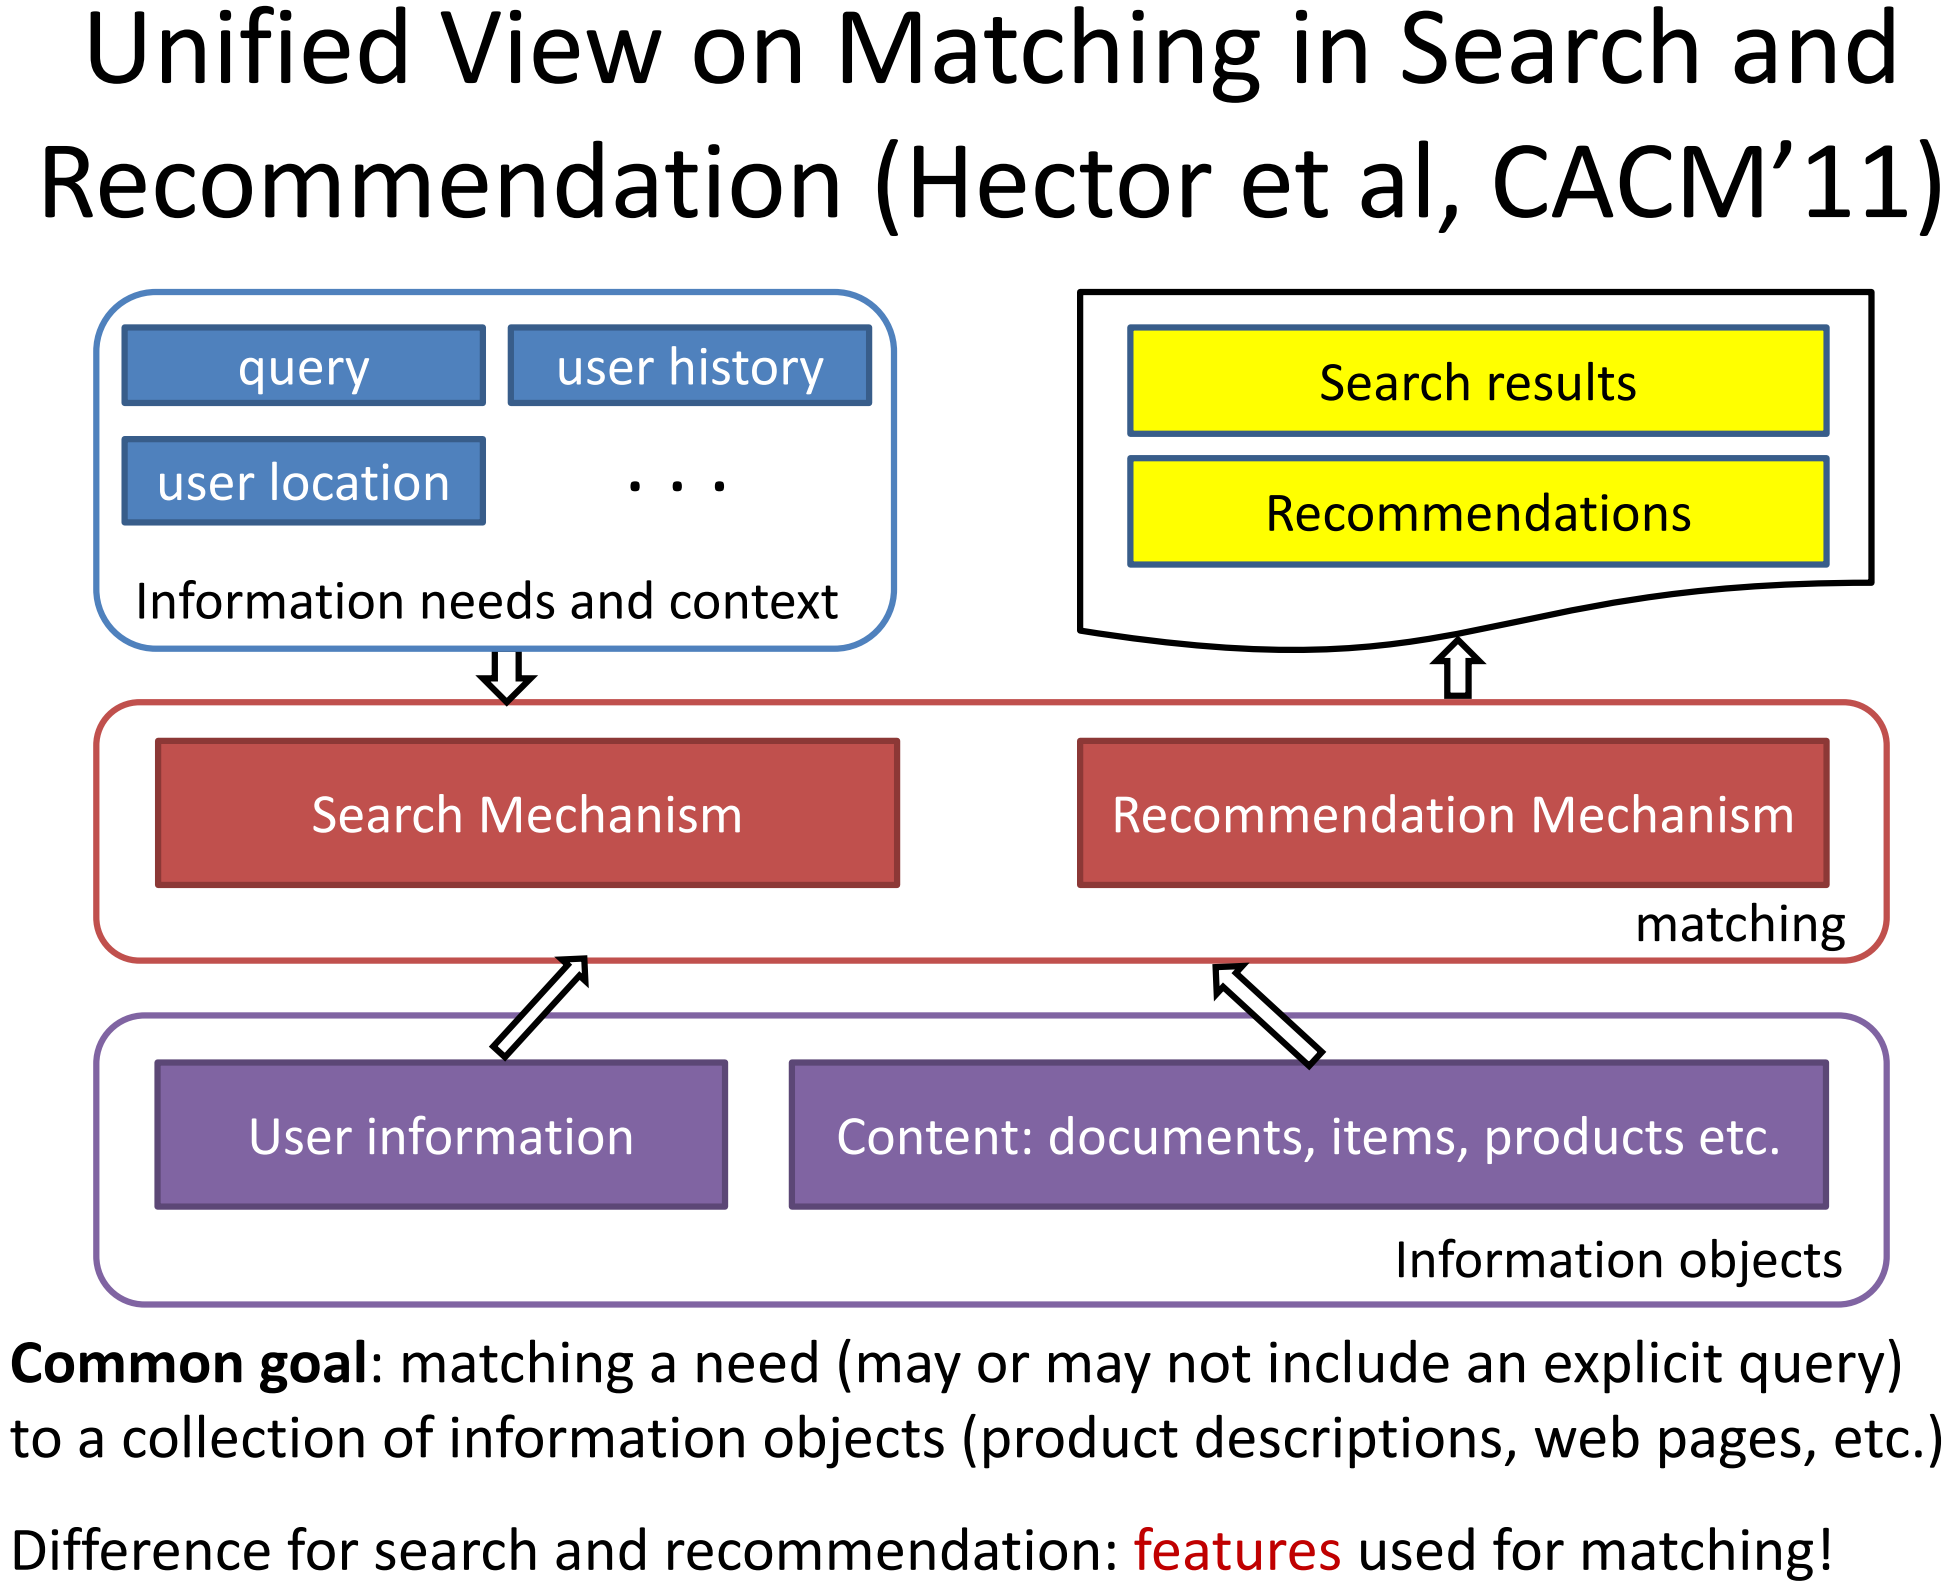 Unified View on Matching in Search and
Recommendation (Hector et al, CACM’11)
query
user history
user location
. . .
Information needs and context
Search results
Recommendations
Search Mechanism
Recommendation Mechanism
matching
User information
Content: documents, items, products etc.
Information objects
Common goal: matching a need (may or may not include an explicit query)
to a collection of information objects (product descriptions, web pages, etc.)
Difference for search and recommendation: features used for matching!